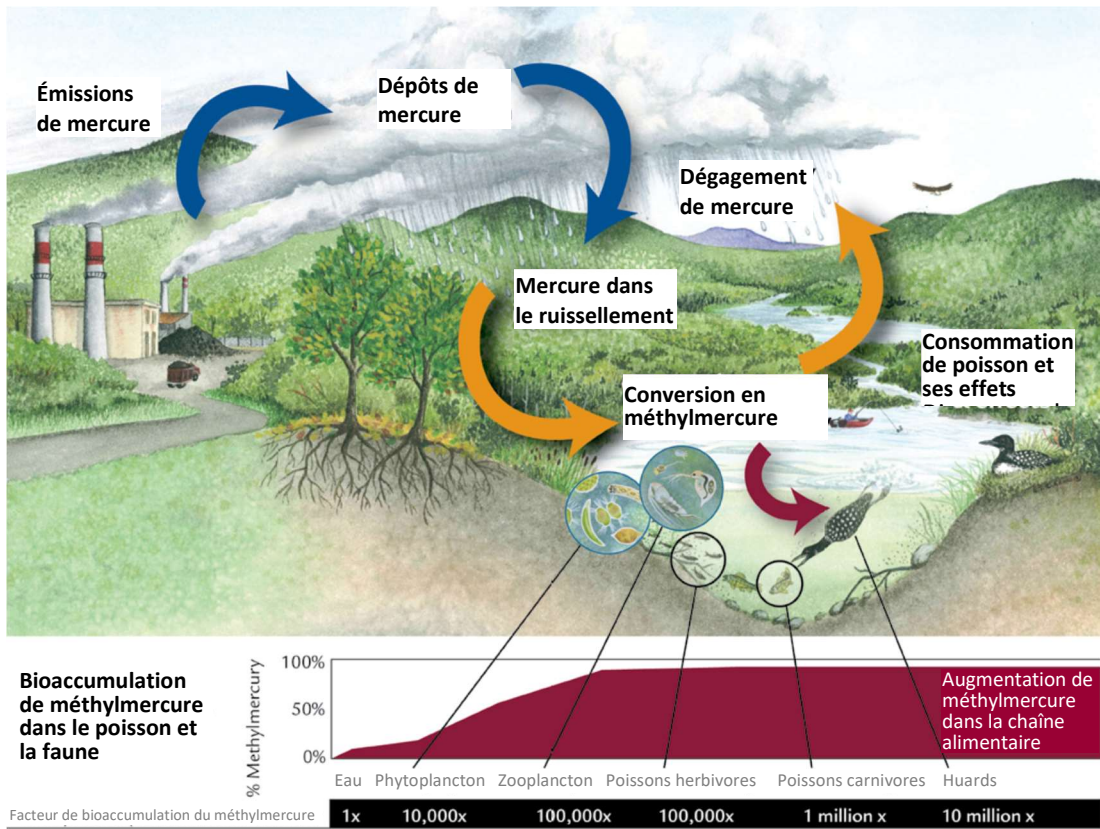 Émissions
de mercure
Dépôts de
mercure
Dégagement
de mercure
Mercure dans
le ruissellement
Consommation
de poisson et
ses effets
Conversion en
méthylmercure
Bioaccumulation
de méthylmercure
dans le poisson et
la faune
% Methylmercury
100%
50%
0%
Augmentation de
méthylmercure
dans la chaîne
alimentaire
Eau Phytoplancton Zooplancton Poissons herbivores Poissons carnivores Huards
Facteur de bioaccumulation du méthylmercure
1x 10,000x 100,000x 100,000x 1 million x 10 million x